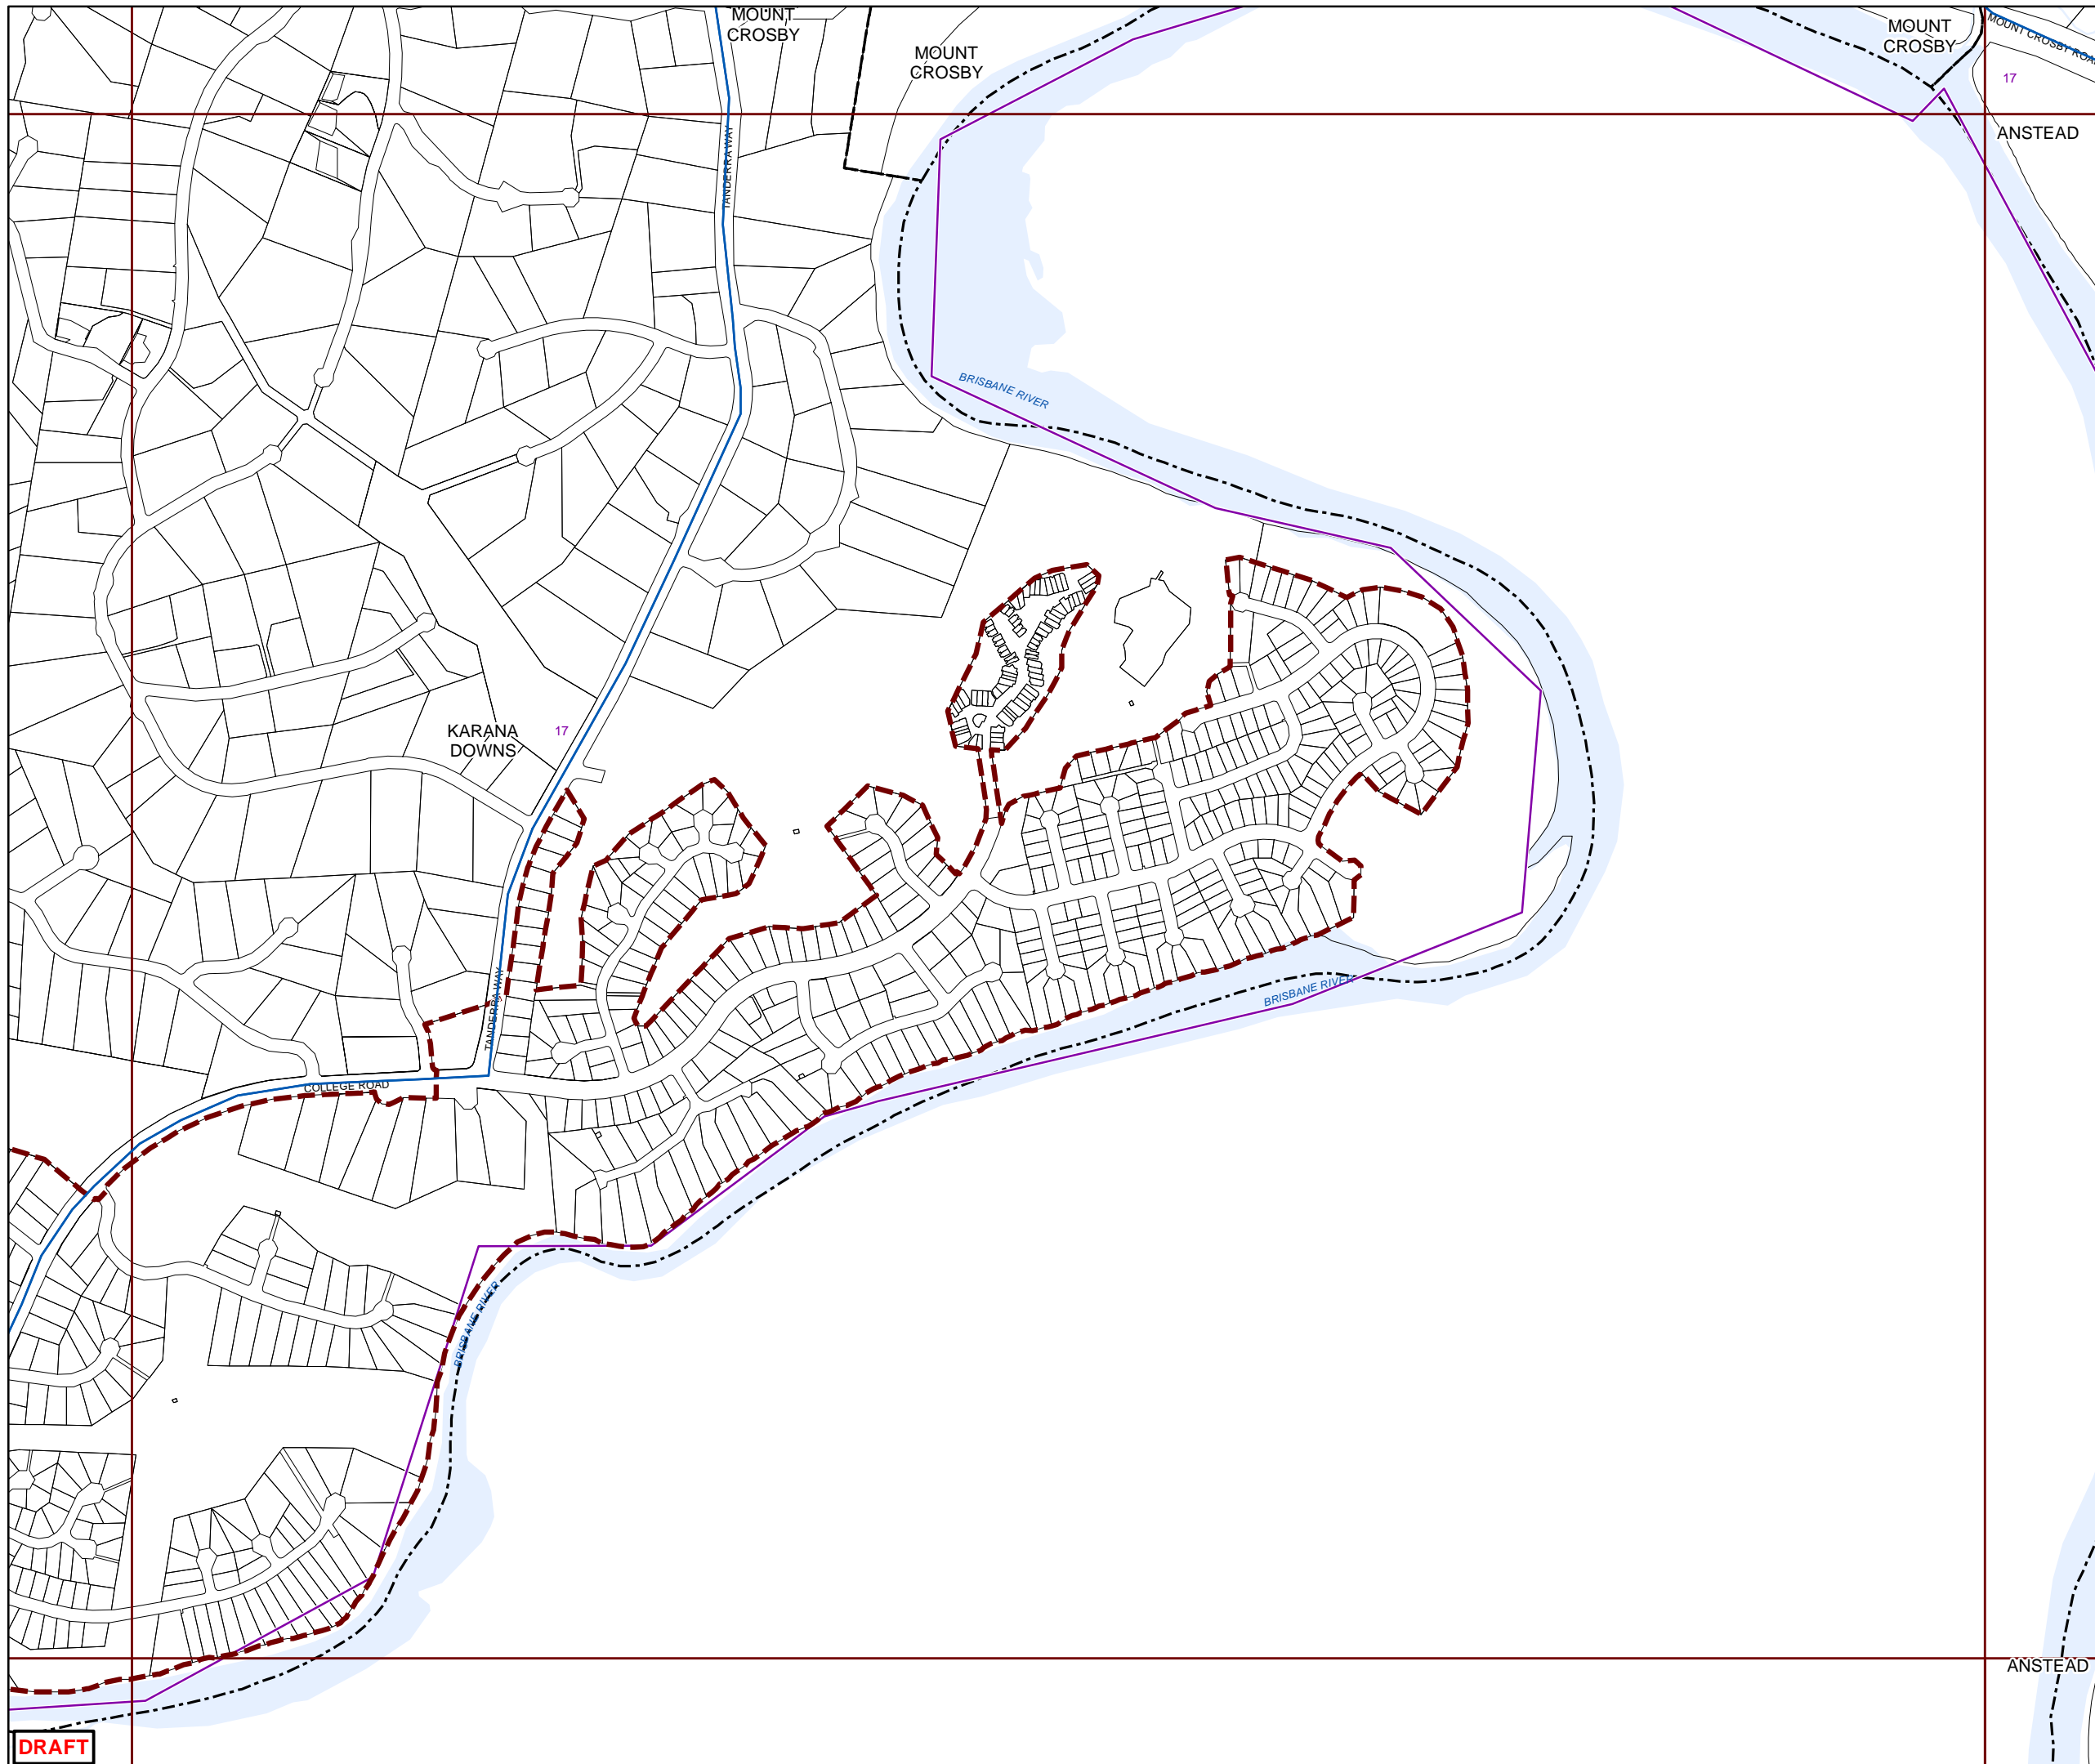 MOUNT
CROSBY
MOUNT
CROSBY
MOUNT
CROSBY
MOUNT CROSBY ROAD
17
ANSTEAD
TANDERRA WAY
BRISBANE RIVER
KARANA
DOWNS
17
TANDERRA WAY
BRISBANE RIVER
COLLEGE ROAD
BRISBANE RIVER
ANSTEAD
DRAFT